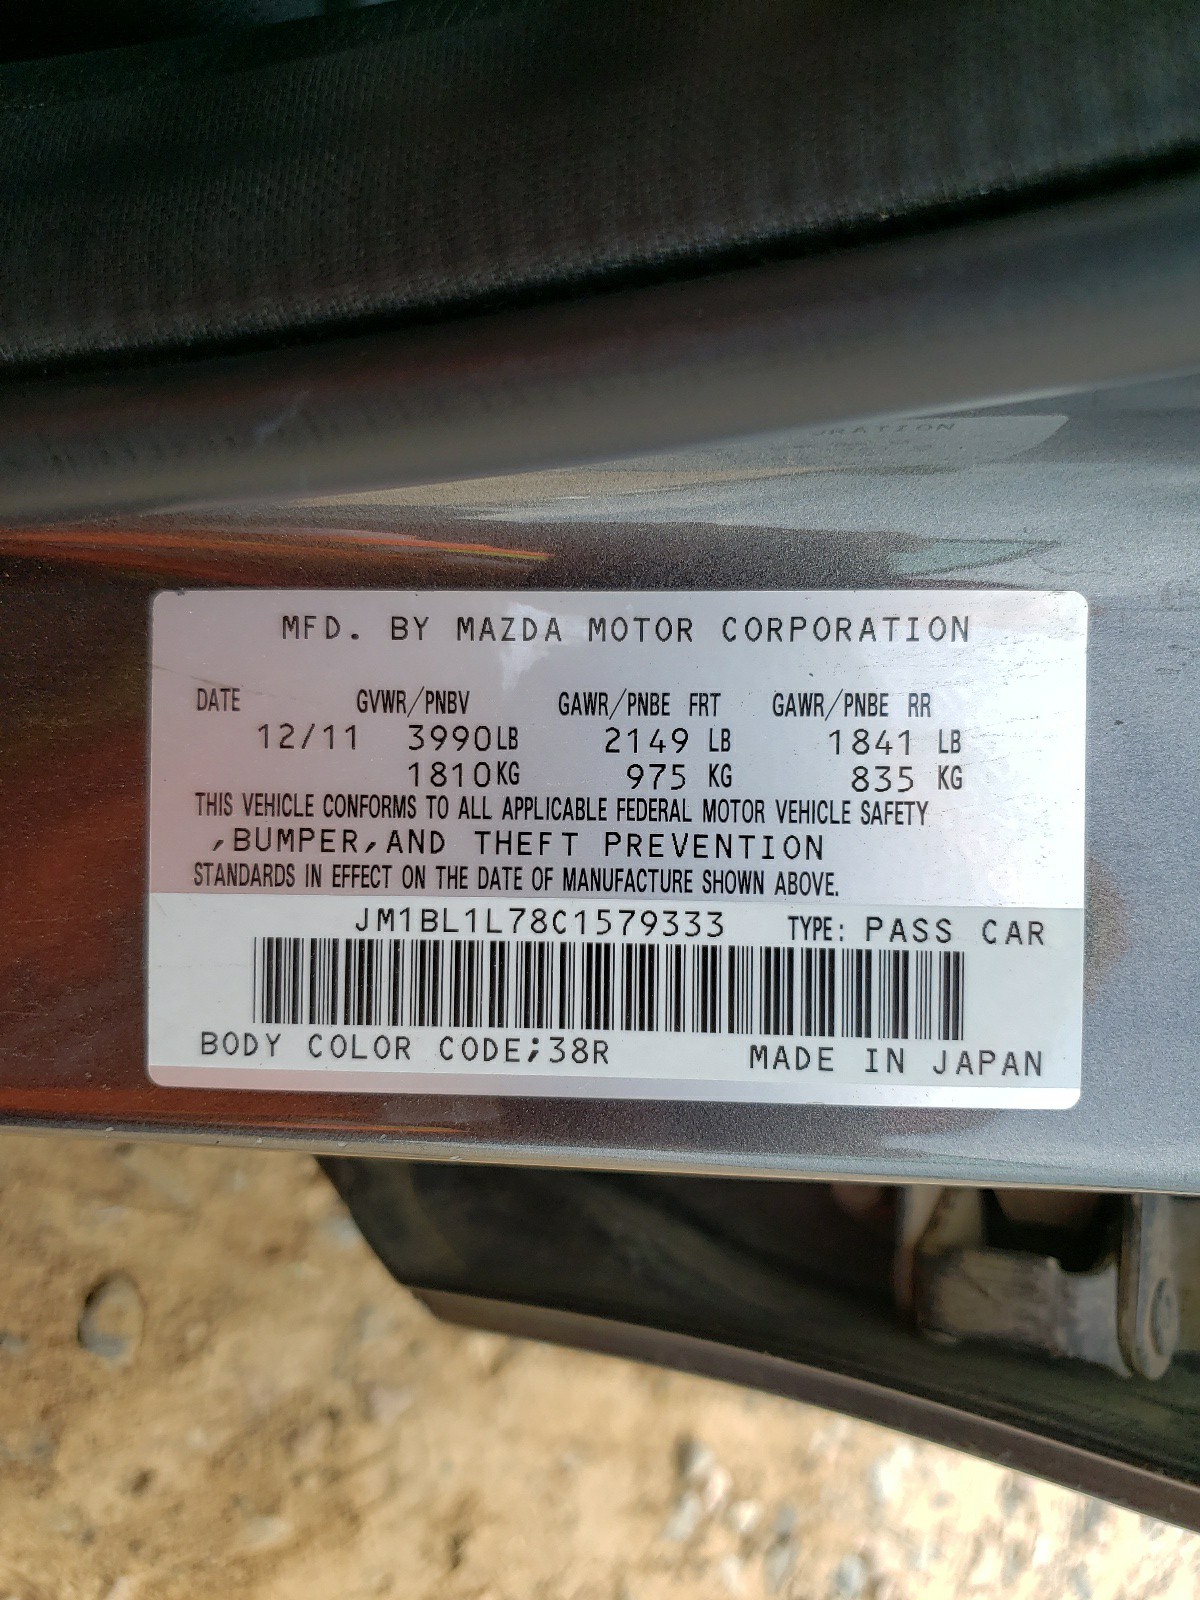 MFD. BY MAZDA MOTOR CORPORATION
DATE GVWR/PNBV GAWR/PNBE FRT GAWR/PNBE RR
12/11 3990LB 2149 LB 1841 LB
1810KG 975 KG 835 KG
THIS VEHICLE CONFORMS TO ALL APPLICABLE FEDERAL MOTOR VEHICLE SAFETY
,BUMPER,AND THEFT PREVENTION
STANDARDS IN EFFECT ON THE DATE OF MANUFACTURE SHOWN ABOVE.
JM1BL1L78C1579333 TYPE: PASS CAR
BODY COLOR CODE;38R MADE IN JAPAN